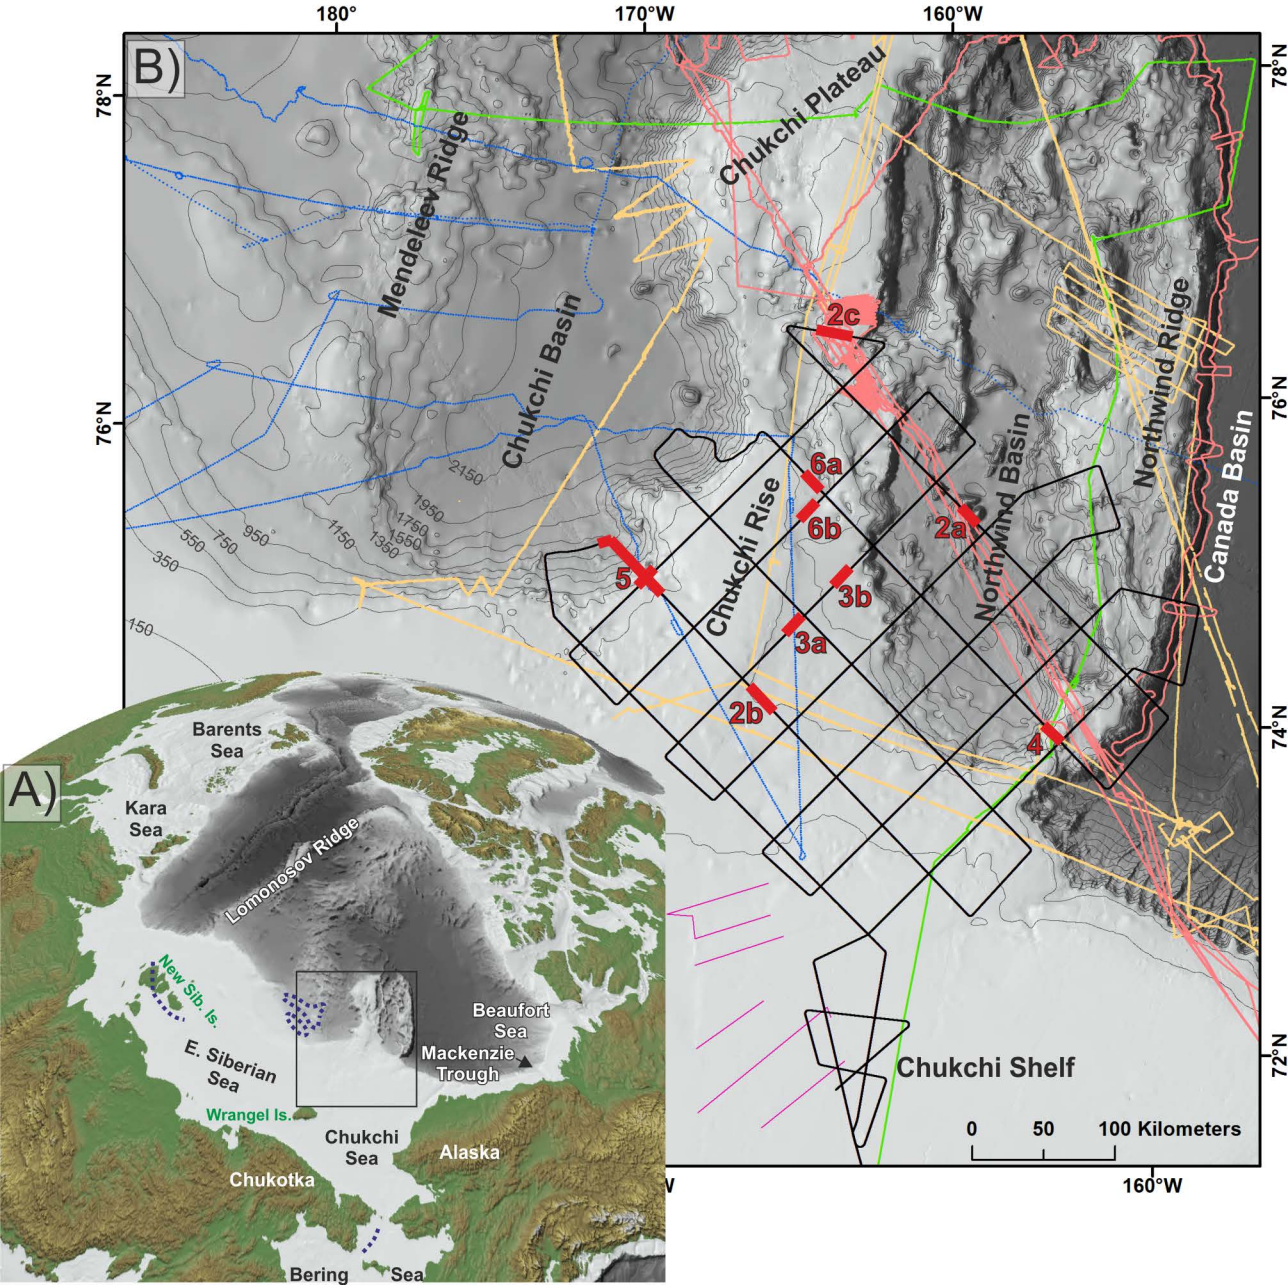 180°
170°W
160°W
B)
78°N
78°N
Chukchi Plateau
Mendeleev Ridge
2c
Northwind Ridge
Chukchi Basin
76°N
76°N
Canada Basin
Northwind Basin
6a
2150
Chukchi Rise
6b
2a
1950
1750
1550
1350
1150
950
750
550
350
5
3b
150
3a
2b
4
74°N
74°N
Barents
Sea
A)
Kara
Sea
Lomonosov Ridge
New Sib. Is.
Beaufort
Sea
E. Siberian
Sea
Mackenzie
Trough
Chukchi Shelf
72°N
Wrangel Is.
0 50 100 Kilometers
Chukchi
Sea
Alaska
Chukotka
W
160°W
Bering Sea